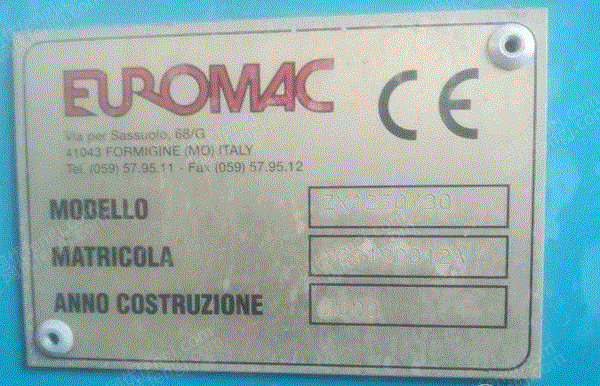 EUROMAC
CE
Via per Sassuolo, 68/G
41043 FORMIGINE (MO) ITALY
Tel. (059) 57.95.11 - Fax (059) 57.95.12
MODELLO
MATRICOLA
ANNO COSTRUZIONE